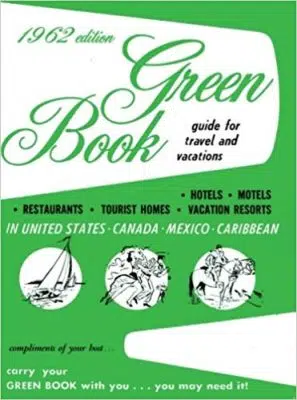 1962 edition
Green
Book
guide for
travel and
vacations
• HOTELS • MOTELS
• RESTAURANTS • TOURIST HOMES • VACATION RESORTS
IN UNITED STATES · CANADA · MEXICO · CARIBBEAN
compliments of your host...
carry your
GREEN BOOK with you . . . you may need it!